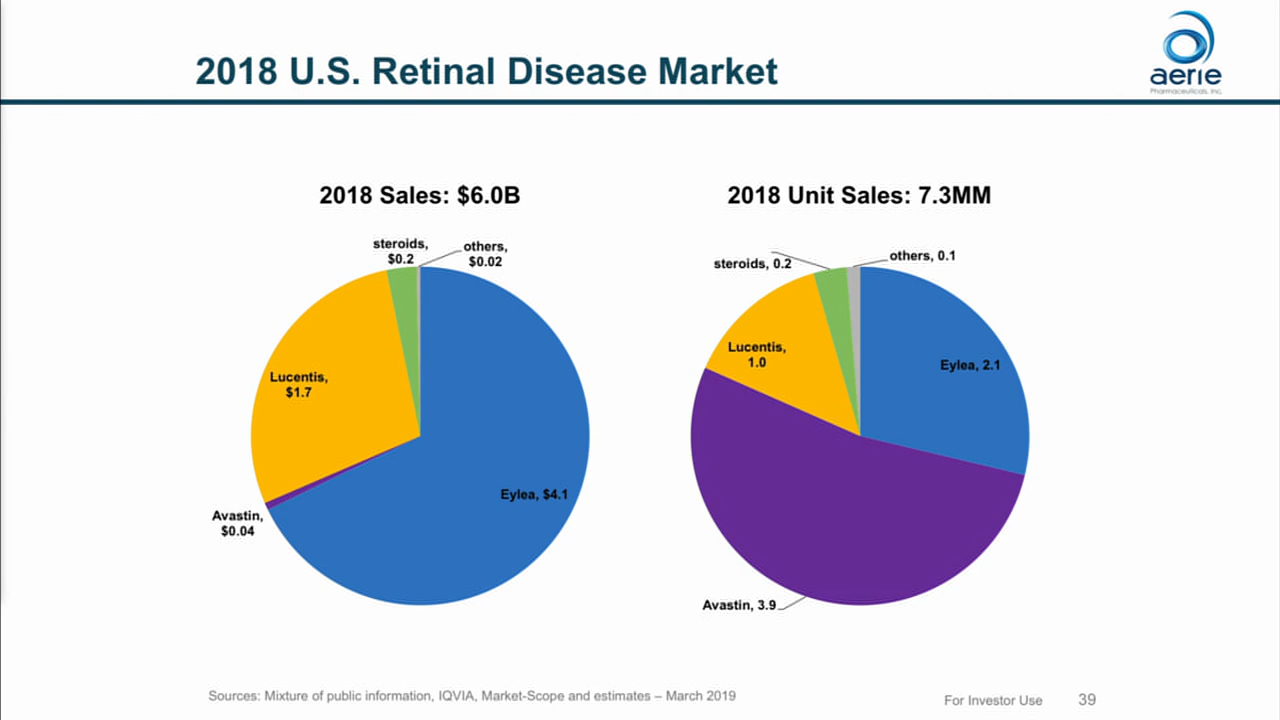 2018 U.S. Retinal Disease Market
aerie
Pharmaceuticals, Inc.
2018 Sales: $6.0B
steroids,
$0.2
others,
$0.02
Lucentis,
$1.7
Eylea, $4.1
Avastin,
$0.04
2018 Unit Sales: 7.3MM
steroids, 0.2
others, 0.1
Lucentis,
1.0
Eylea, 2.1
Avastin, 3.9
Sources: Mixture of public information, IQVIA, Market-Scope and estimates – March 2019
For Investor Use
39